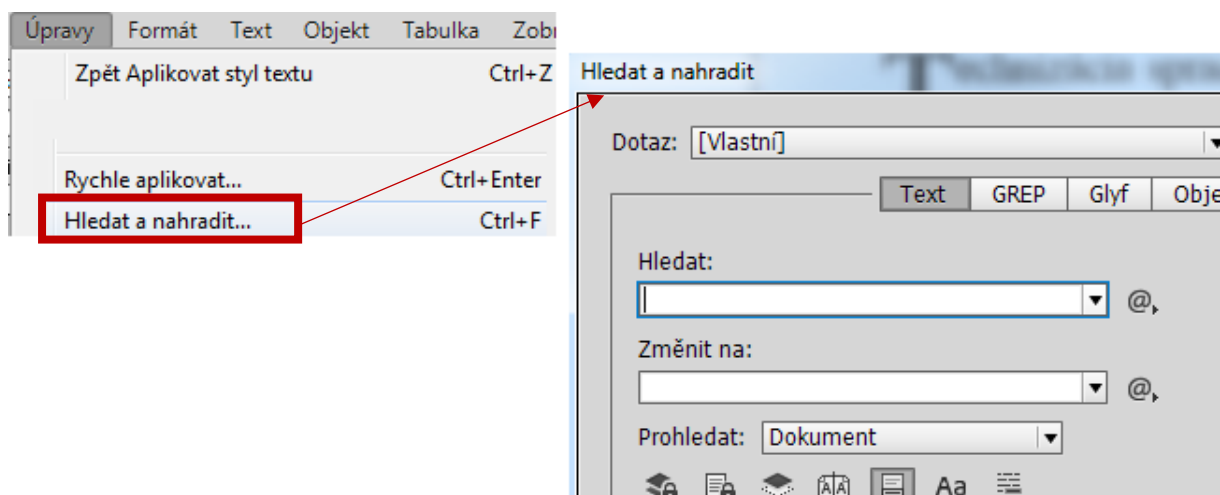 Úpravy Formát Text Objekt Tabulka
Zpět Aplikovat styl textu Ctrl+Z
Rychle aplikovat... Ctrl+Enter
Hledat a nahradit... Ctrl+F
Hledat a nahradit
Dotaz: [Vlastní]
Text GREP Glyf
Hledat:
@
Změnit na:
@
Prohledat: Dokument
Aa